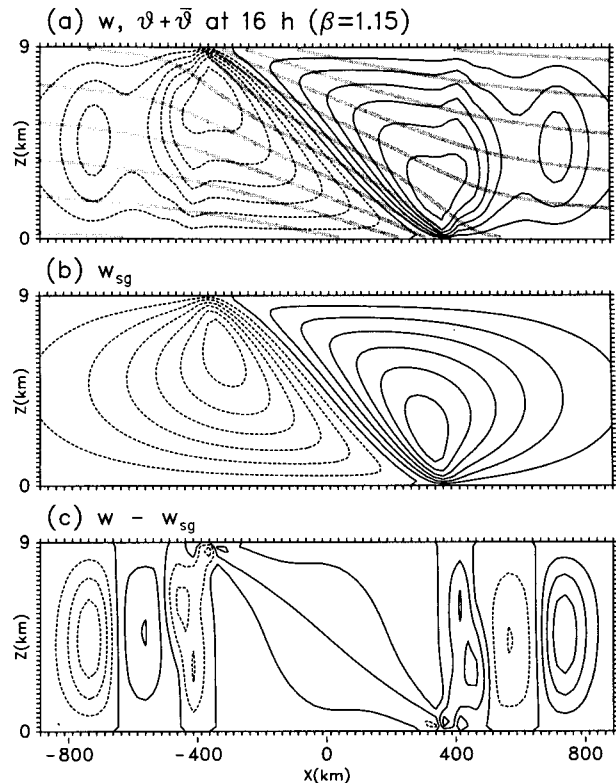 (a) w, ϑ+ϑ̄ at 16 h (β=1.15)
9
Z(km)
0
(b) w_sg
9
Z(km)
0
(c) w − w_sg
9
Z(km)
0
−800 −400 0 400 800
X(km)